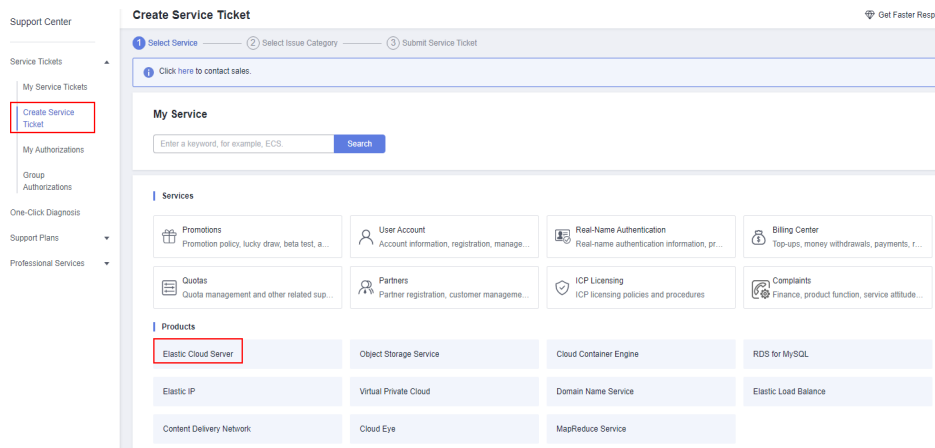 Support Center
Service Tickets
My Service Tickets
Create Service
Ticket
My Authorizations
Group
Authorizations
One-Click Diagnosis
Support Plans
Professional Services
Create Service Ticket
Get Faster Resp
1 Select Service
2 Select Issue Category
3 Submit Service Ticket
Click here to contact sales.
My Service
Enter a keyword, for example, ECS.
Search
Services
Promotions
Promotion policy, lucky draw, beta test, a...
User Account
Account information, registration, manage...
Real-Name Authentication
Real-name authentication information, pr...
Billing Center
Top-ups, money withdrawals, payments, r...
Quotas
Quota management and other related sup...
Partners
Partner registration, customer manageme...
ICP Licensing
ICP licensing policies and procedures
Complaints
Finance, product function, service attitude...
Products
Elastic Cloud Server
Object Storage Service
Cloud Container Engine
RDS for MySQL
Elastic IP
Virtual Private Cloud
Domain Name Service
Elastic Load Balance
Content Delivery Network
Cloud Eye
MapReduce Service